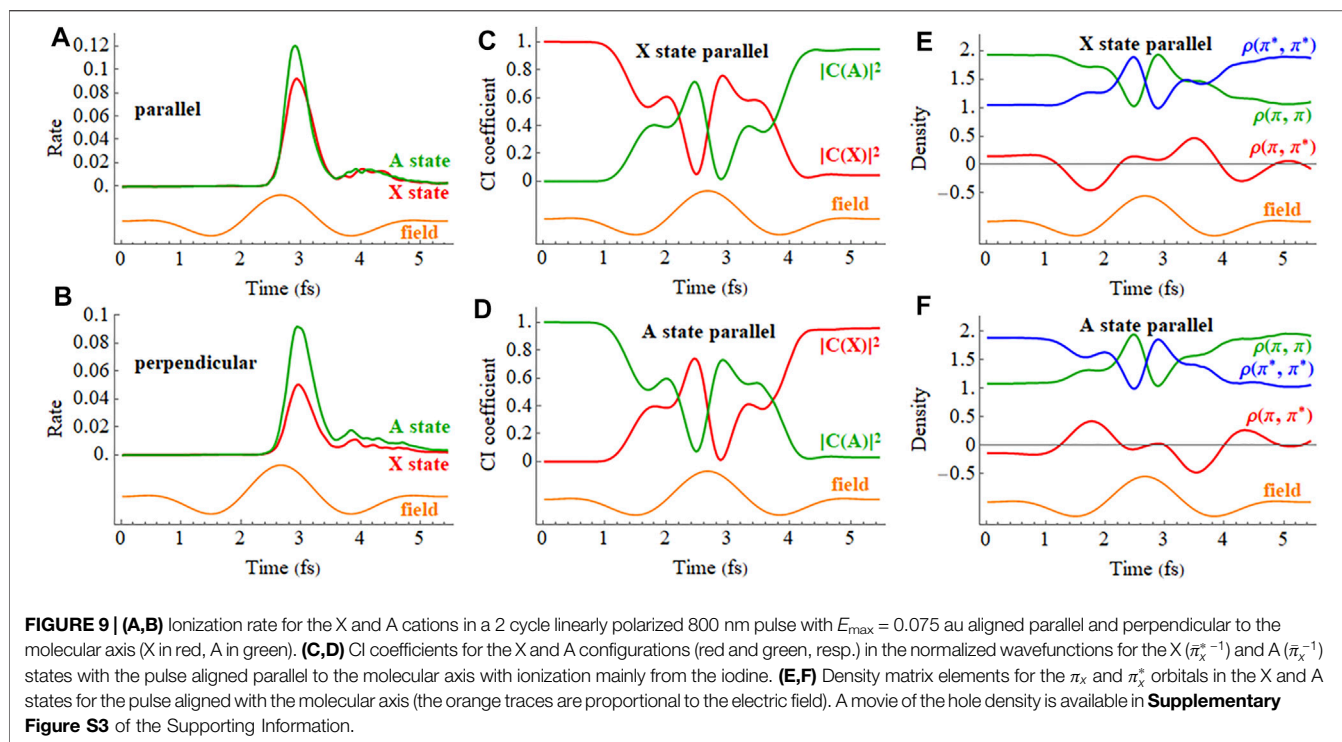 A
0.12
0.1
0.08
0.06
0.04
0.02
0.
Rate
parallel
A state
X state
field
0 1 2 3 4 5
Time (fs)
B
0.1
0.08
0.06
0.04
0.02
0.
Rate
perpendicular
A state
X state
field
0 1 2 3 4 5
Time (fs)
C
1.
0.8
0.6
0.4
0.2
0
CI coefficient
X state parallel
|C(A)|²
|C(X)|²
field
0 1 2 3 4 5
Time (fs)
D
1.
0.8
0.6
0.4
0.2
0
CI coefficient
A state parallel
|C(X)|²
|C(A)|²
field
0 1 2 3 4 5
Time (fs)
E
2.
1.5
1
0.5
0
−0.5
Density
X state parallel
ρ(π*, π*)
ρ(π, π)
ρ(π, π*)
field
0 1 2 3 4 5
Time (fs)
F
2.
1.5
1
0.5
0
−0.5
Density
A state parallel
ρ(π, π)
ρ(π*, π*)
ρ(π, π*)
field
0 1 2 3 4 5
Time (fs)
FIGURE 9 | (A,B) Ionization rate for the X and A cations in a 2 cycle linearly polarized 800 nm pulse with Emax = 0.075 au aligned parallel and perpendicular to the
molecular axis (X in red, A in green). (C,D) CI coefficients for the X and A configurations (red and green, resp.) in the normalized wavefunctions for the X (π̄ₓ*⁻¹) and A (π̄ₓ⁻¹)
states with the pulse aligned parallel to the molecular axis with ionization mainly from the iodine. (E,F) Density matrix elements for the πₓ and πₓ* orbitals in the X and A
states for the pulse aligned with the molecular axis (the orange traces are proportional to the electric field). A movie of the hole density is available in Supplementary
Figure S3 of the Supporting Information.